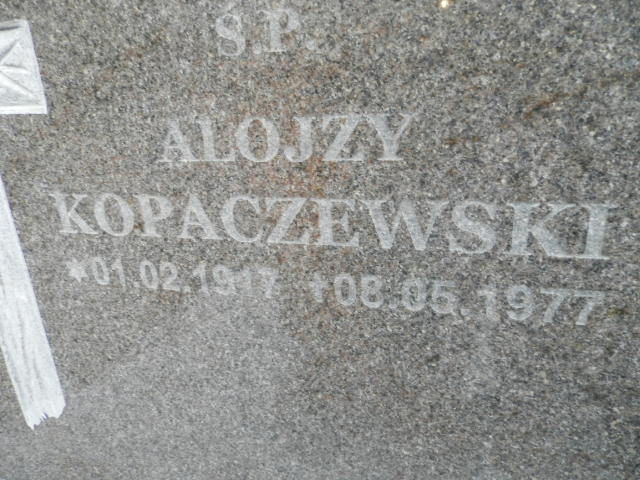 Ś.P.
ALOJZY
KOPACZEWSKI
*01.02.1917 +08.05.1977